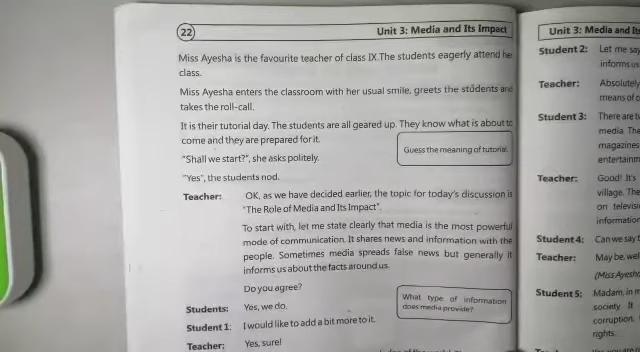 22
Unit 3: Media and Its Impact
Miss Ayesha is the favourite teacher of class IX.The students eagerly attend her
class.
Miss Ayesha enters the classroom with her usual smile, greets the students and
takes the roll-call.
It is their tutorial day. The students are all geared up. They know what is about to
come and they are prepared for it.
Guess the meaning of tutorial.
"Shall we start?", she asks politely.
"Yes", the students nod.
Teacher: OK, as we have decided earlier, the topic for today's discussion is
"The Role of Media and Its Impact".
To start with, let me state clearly that media is the most powerful
mode of communication. It shares news and information with the
people. Sometimes media spreads false news but generally it
informs us about the facts around us.
Do you agree?
Students: Yes, we do.
What type of information
does media provide?
Student 1: I would like to add a bit more to it.
Teacher: Yes, sure!
Unit 3: Media and Its
Student 2: Let me say
informs us
Teacher: Absolutely
means of
Student 3: There are
media. The
magazines
Teacher: Good! It's
village. The
on
information
Student 4: Can we say
Teacher: May be,
(Miss
Student 5: Madam, in
society. It
corruption,
rights.